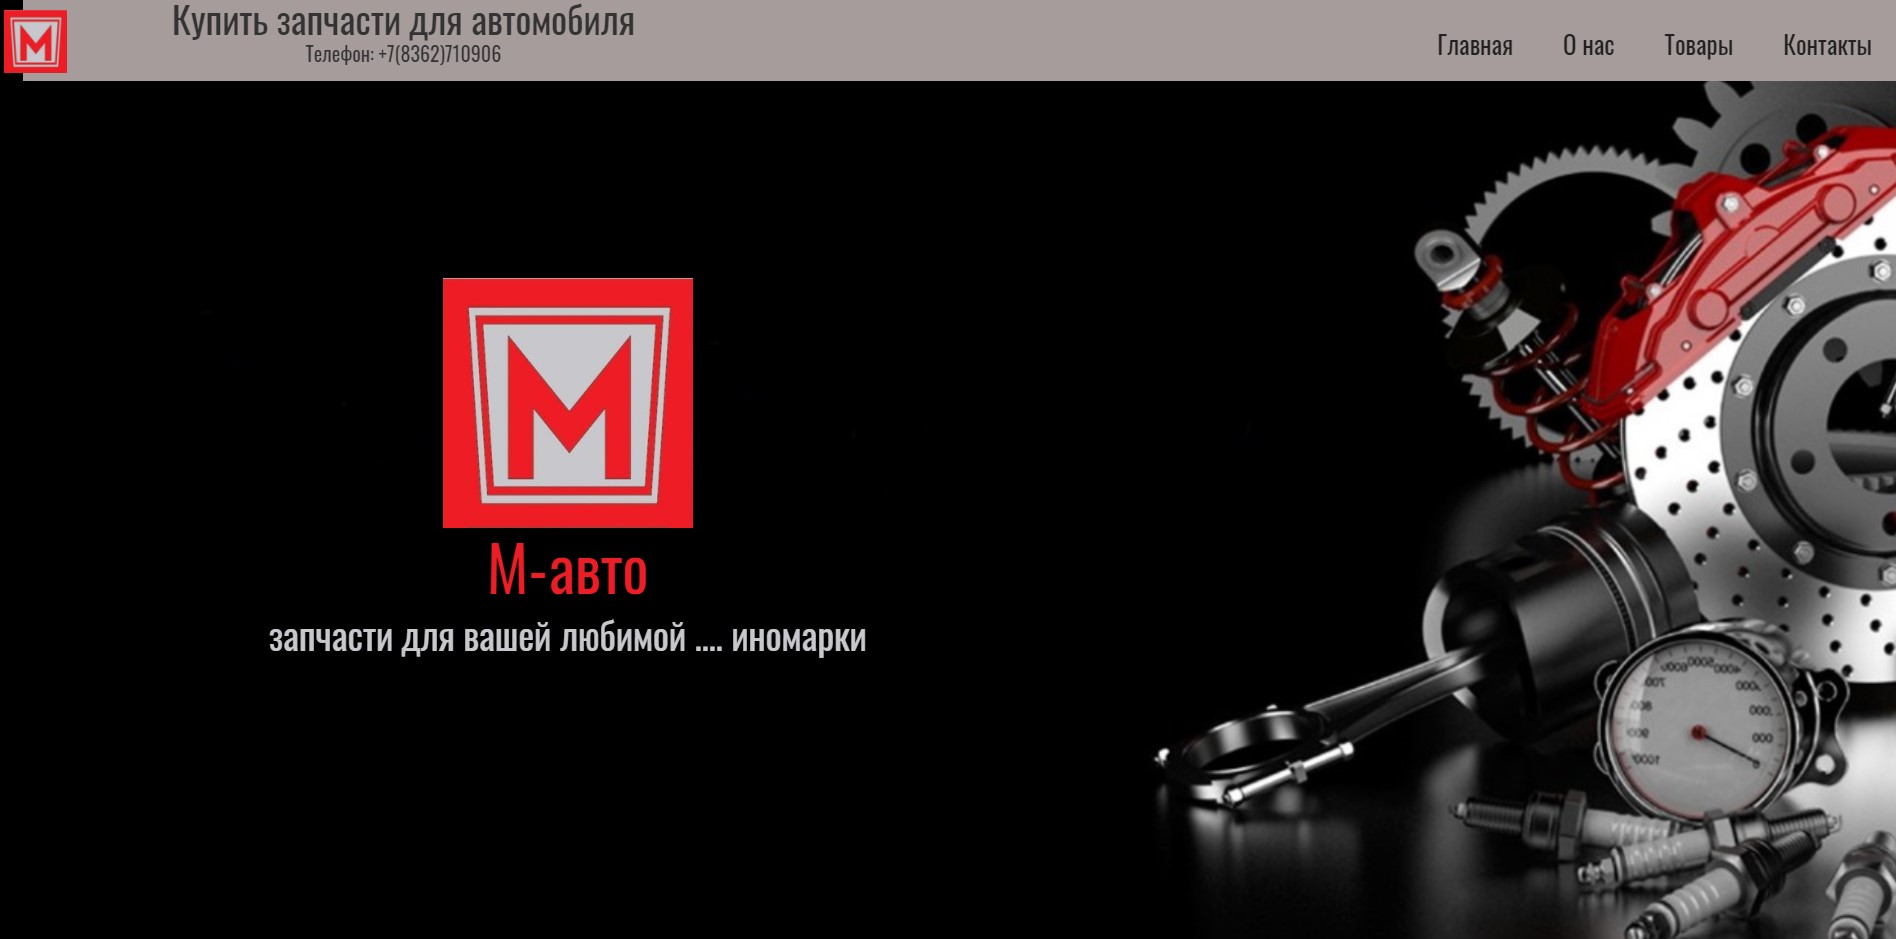 M
Купить запчасти для автомобиля
Телефон: +7(8362)710906
Главная О нас Товары Контакты
M
М-авто
запчасти для вашей любимой .... иномарки